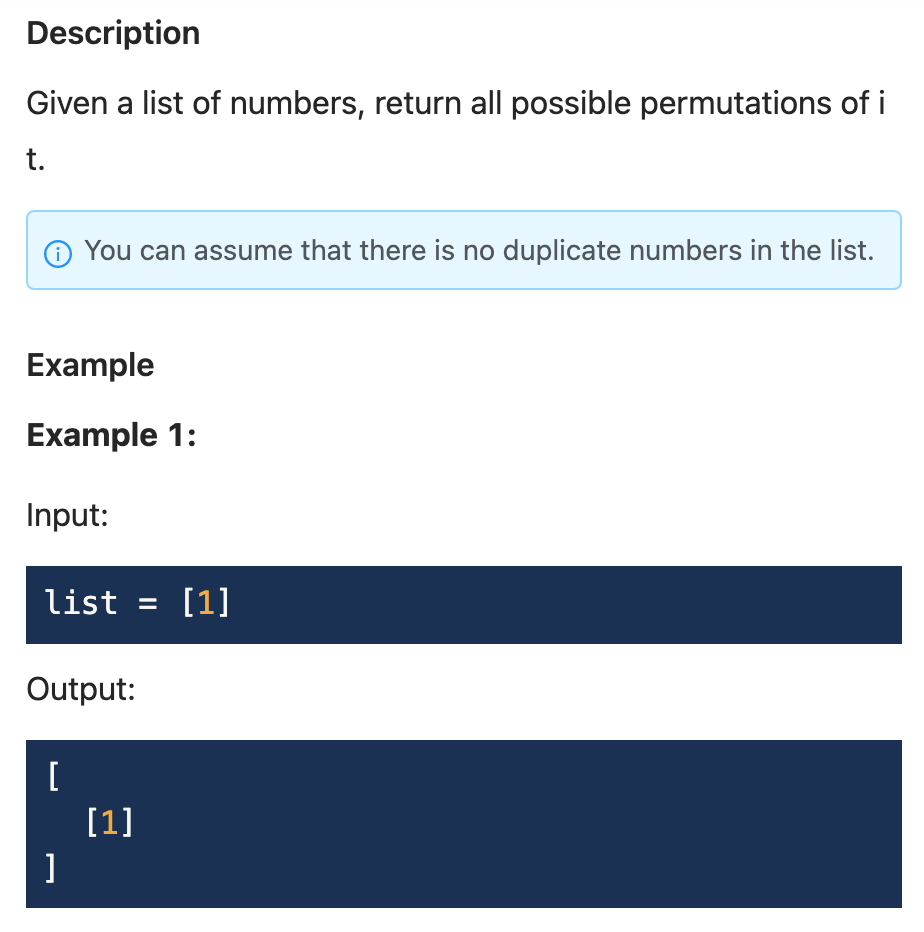 Description
Given a list of numbers, return all possible permutations of i
t.
You can assume that there is no duplicate numbers in the list.
Example
Example 1:
Input:
list = [1]
Output:
[
  [1]
]